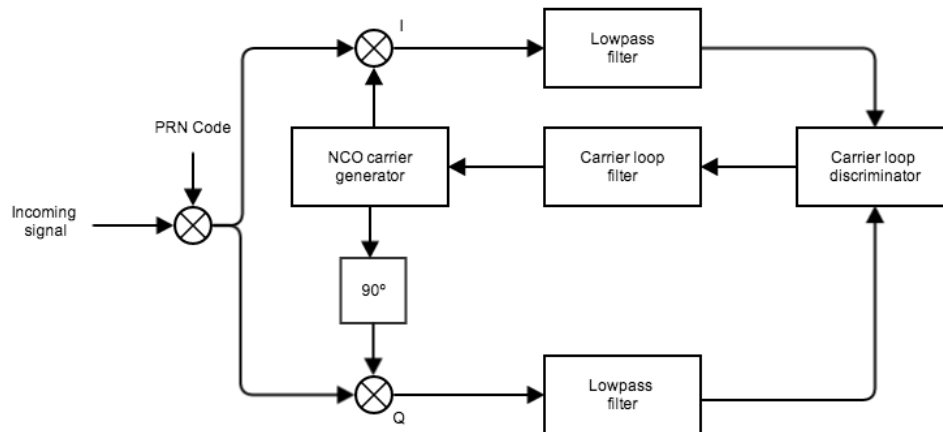 I
Lowpass
filter
PRN Code
NCO carrier
generator
Carrier loop
filter
Carrier loop
discriminator
Incoming
signal
90º
Lowpass
filter
Q